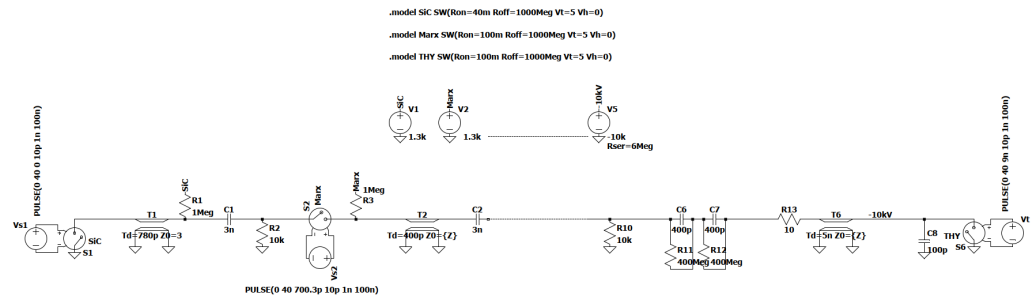 .model SiC SW(Ron=40m Roff=1000Meg Vt=5 Vh=0)
.model Marx SW(Ron=100m Roff=1000Meg Vt=5 Vh=0)
.model THY SW(Ron=100m Roff=1000Meg Vt=5 Vh=0)
SiC
V1
1.3k
Marx
V2
1.3k
-10kV
V5
-10k
Rser=6Meg
PULSE(0 40 0 10p 1n 100n)
Vs1
SiC
S1
T1
Td=780p Z0=3
SiC
R1
1Meg
C1
3n
R2
10k
S2
Marx
Vs2
PULSE(0 40 700.3p 10p 1n 100n)
Marx
1Meg
R3
T2
Td=400p Z0={Z}
C2
3n
R10
10k
C6
400p
R11
400Meg
C7
400p
R12
400Meg
R13
10
T6
Td=5n Z0={Z}
-10kV
C8
100p
THY
S6
Vt
PULSE(0 40 9n 10p 1n 100n)